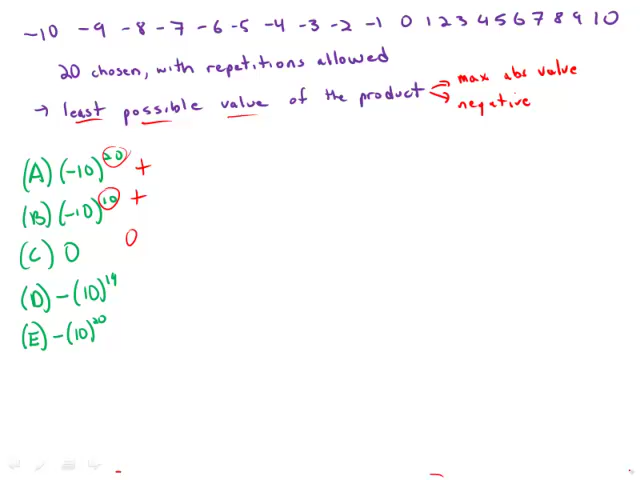 -10 -9 -8 -7 -6 -5 -4 -3 -2 -1 0 1 2 3 4 5 6 7 8 9 10
20 chosen, with repetitions allowed
→ least possible value of the product → max abs value
→ negative
(A) (-10)^20 +
(B) (-10)^10 +
(C) 0 0
(D) -(10)^19
(E) -(10)^20